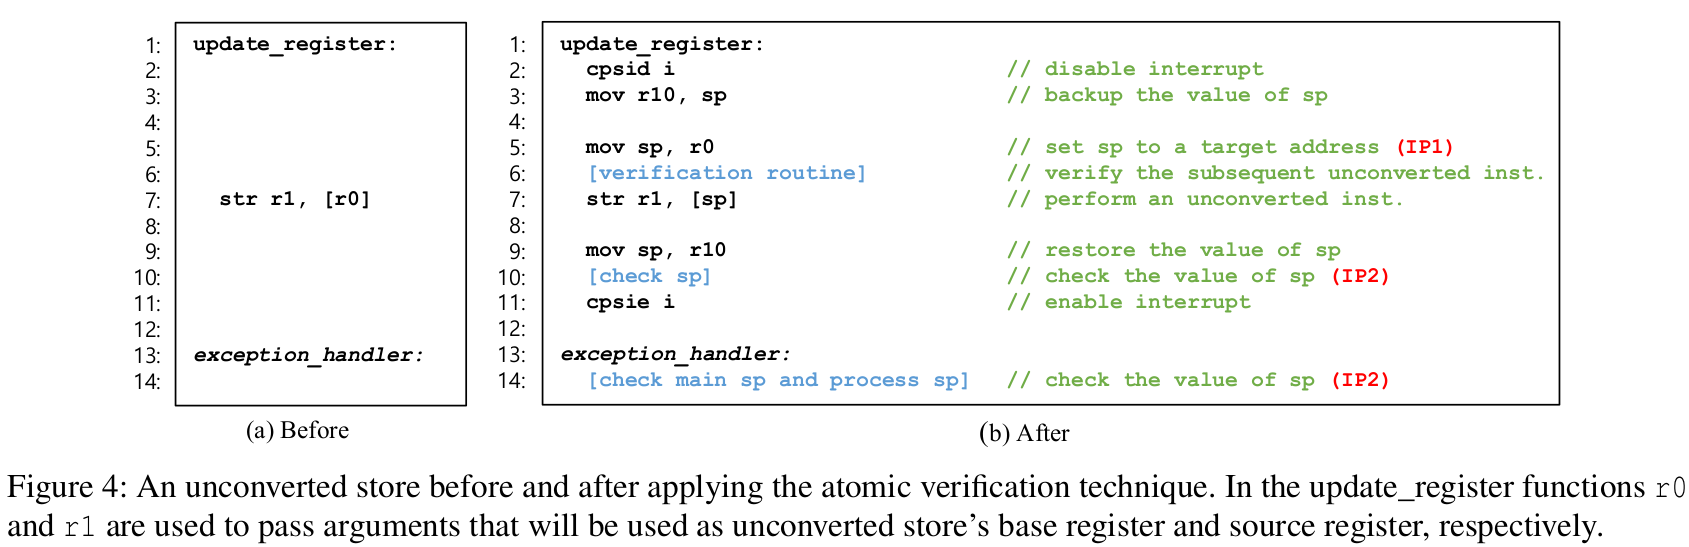 1: update_register:
2:
3:
4:
5:
6:
7: str r1, [r0]
8:
9:
10:
11:
12:
13: exception_handler:
14:
(a) Before
1: update_register:
2: cpsid i // disable interrupt
3: mov r10, sp // backup the value of sp
4:
5: mov sp, r0 // set sp to a target address (IP1)
6: [verification routine] // verify the subsequent unconverted inst.
7: str r1, [sp] // perform an unconverted inst.
8:
9: mov sp, r10 // restore the value of sp
10: [check sp] // check the value of sp (IP2)
11: cpsie i // enable interrupt
12:
13: exception_handler:
14: [check main sp and process sp] // check the value of sp (IP2)
(b) After
Figure 4: An unconverted store before and after applying the atomic verification technique. In the update_register functions r0
and r1 are used to pass arguments that will be used as unconverted store's base register and source register, respectively.